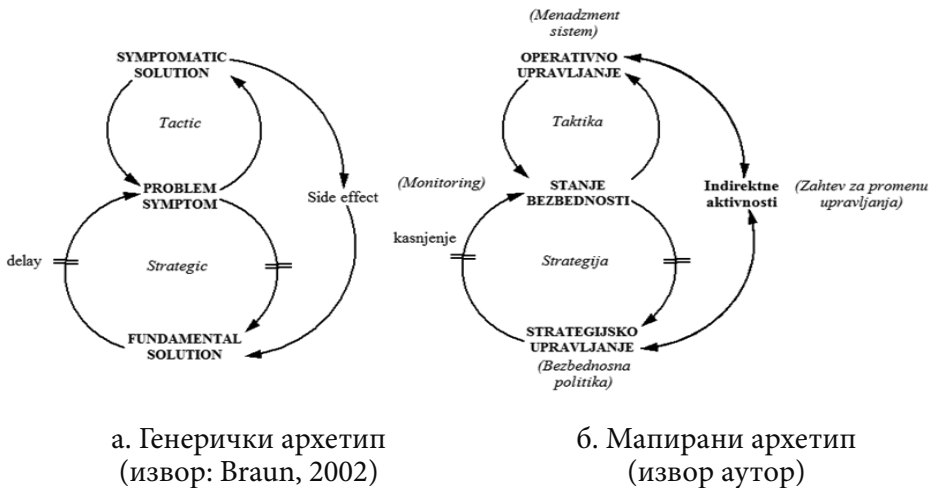 SYMPTOMATIC
SOLUTION
Tactic
PROBLEM
SYMPTOM
Side effect
delay
Strategic
FUNDAMENTAL
SOLUTION
(Menadzment
sistem)
OPERATIVNO
UPRAVLJANJE
Taktika
(Monitoring)
STANJE
BEZBEDNOSTI
Indirektne
aktivnosti
(Zahtev za promenu
upravljanja)
kasnjenje
Strategija
STRATEGIJSKO
UPRAVLJANJE
(Bezbednosna
politika)
а. Генерички архетип
(извор: Braun, 2002)
б. Мапирани архетип
(извор аутор)